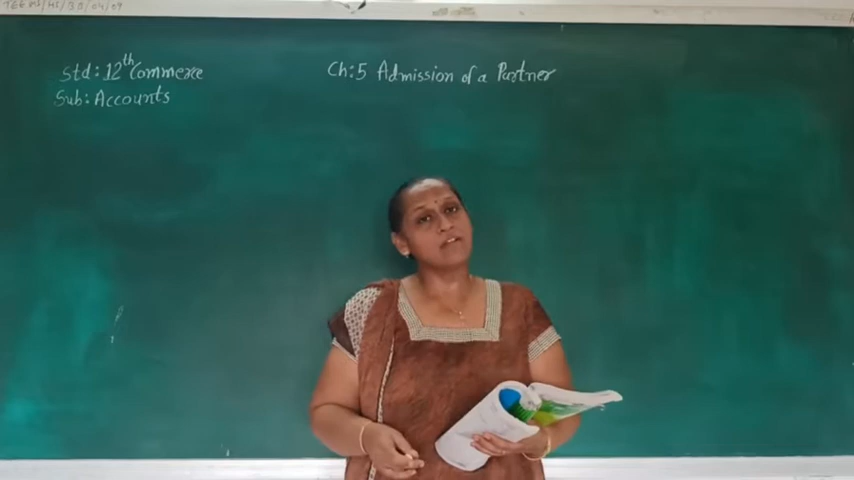 Std: 12th Commerce
Sub: Accounts
Ch:5 Admission of a Partner